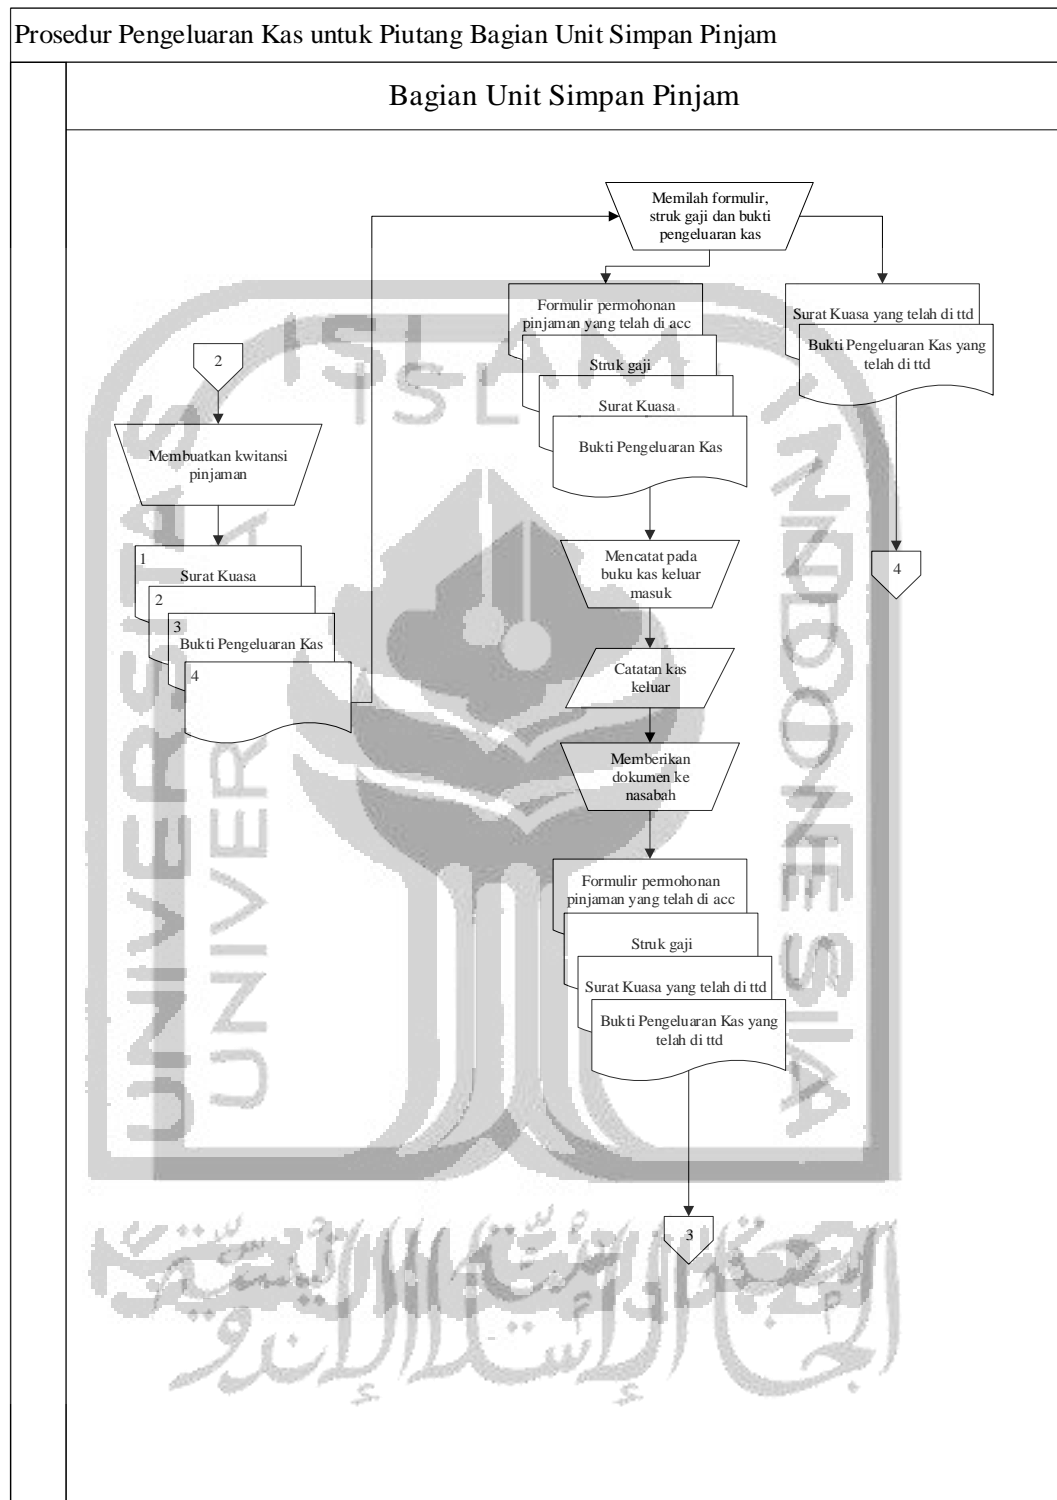 Prosedur Pengeluaran Kas untuk Piutang Bagian Unit Simpan Pinjam
Bagian Unit Simpan Pinjam
2
Membuatkan kwitansi
pinjaman
1
Surat Kuasa
2
3
Bukti Pengeluaran Kas
4
Memilah formulir,
struk gaji dan bukti
pengeluaran kas
Formulir permohonan
pinjaman yang telah di acc
Struk gaji
Surat Kuasa
Bukti Pengeluaran Kas
Mencatat pada
buku kas keluar
masuk
Catatan kas
keluar
Memberikan
dokumen ke
nasabah
Formulir permohonan
pinjaman yang telah di acc
Struk gaji
Surat Kuasa yang telah di ttd
Bukti Pengeluaran Kas yang
telah di ttd
3
Surat Kuasa yang telah di ttd
Bukti Pengeluaran Kas yang
telah di ttd
4
UNIVERSITAS
ISLAM
INDONESIA